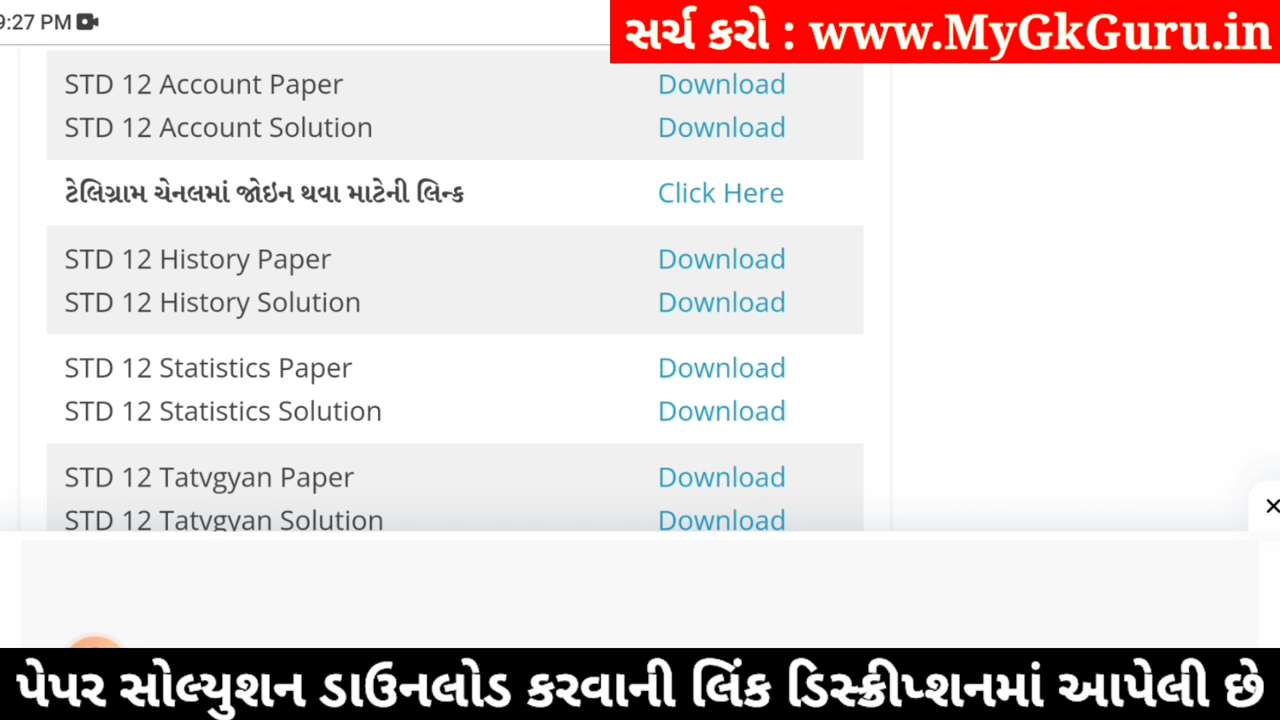 9:27 PM
સર્ચ કરો : www.MyGkGuru.in
STD 12 Account Paper Download
STD 12 Account Solution Download
ટેલિગ્રામ ચેનલમાં જોઇન થવા માટેની લિન્ક Click Here
STD 12 History Paper Download
STD 12 History Solution Download
STD 12 Statistics Paper Download
STD 12 Statistics Solution Download
STD 12 Tatvgyan Paper Download
STD 12 Tatvgyan Solution Download
પેપર સોલ્યુશન ડાઉનલોડ કરવાની લિંક ડિસ્ક્રીપ્શનમાં આપેલી છે